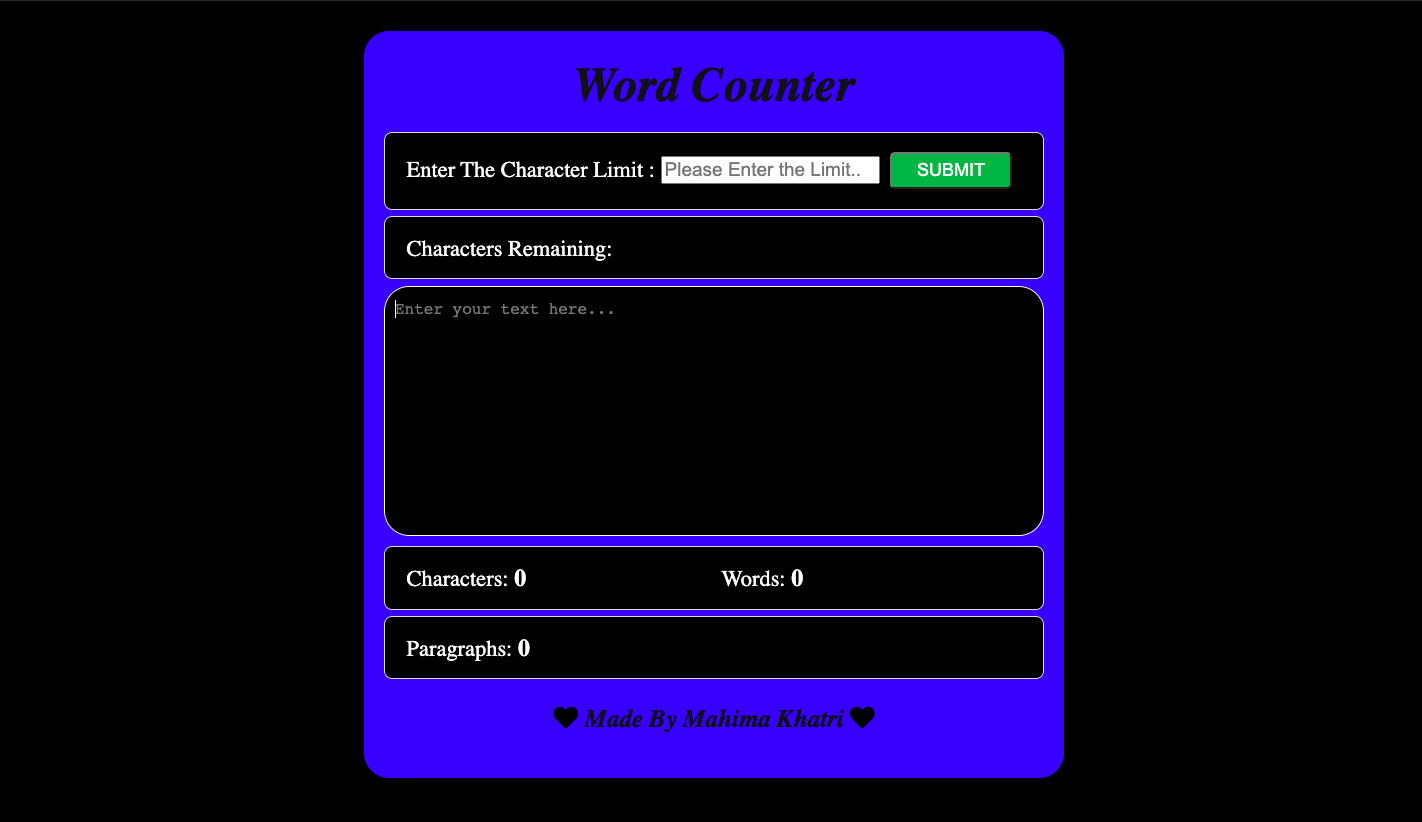 Word Counter
Enter The Character Limit : Please Enter the Limit.. SUBMIT
Characters Remaining:
Enter your text here...
Characters: 0 Words: 0
Paragraphs: 0
♥ Made By Mahima Khatri ♥